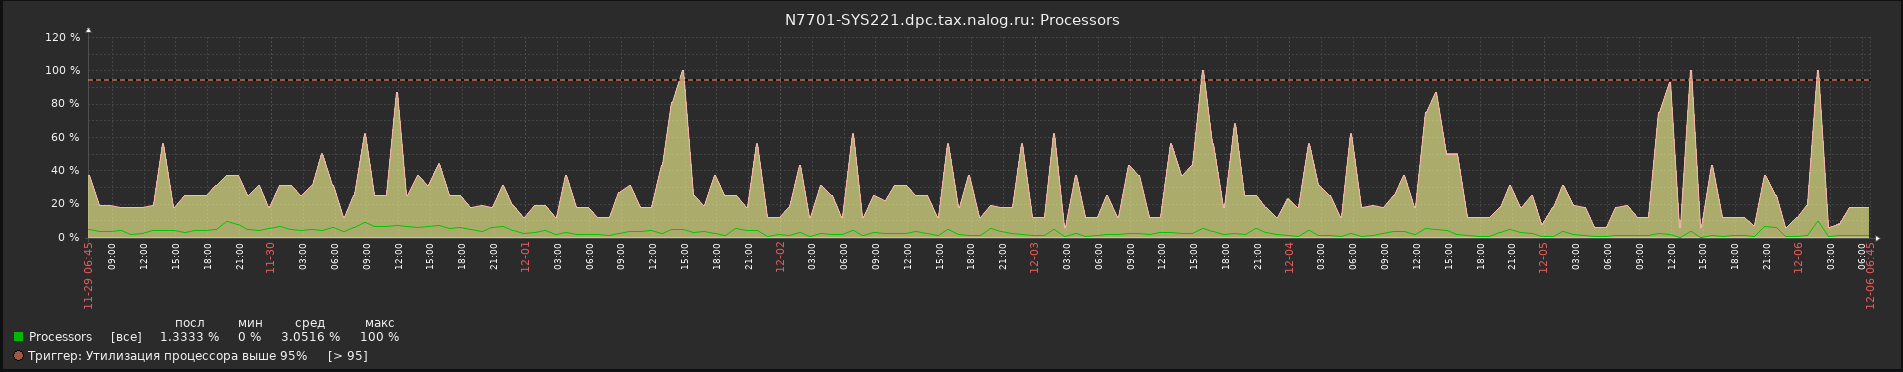 N7701-SYS221.dpc.tax.nalog.ru: Processors
120 %
100 %
80 %
60 %
40 %
20 %
0 %
11-29 06:45 09:00 12:00 15:00 18:00 21:00 11-30 03:00 06:00 09:00 12:00 15:00 18:00 21:00 12-01 03:00 06:00 09:00 12:00 15:00 18:00 21:00 12-02 03:00 06:00 09:00 12:00 15:00 18:00 21:00 12-03 03:00 06:00 09:00 12:00 15:00 18:00 21:00 12-04 03:00 06:00 09:00 12:00 15:00 18:00 21:00 12-05 03:00 06:00 09:00 12:00 15:00 18:00 21:00 12-06 03:00 06:00 12-06 06:45
посл мин сред макс
Processors [все] 1.3333 % 0 % 3.0516 % 100 %
Триггер: Утилизация процессора выше 95% [> 95]